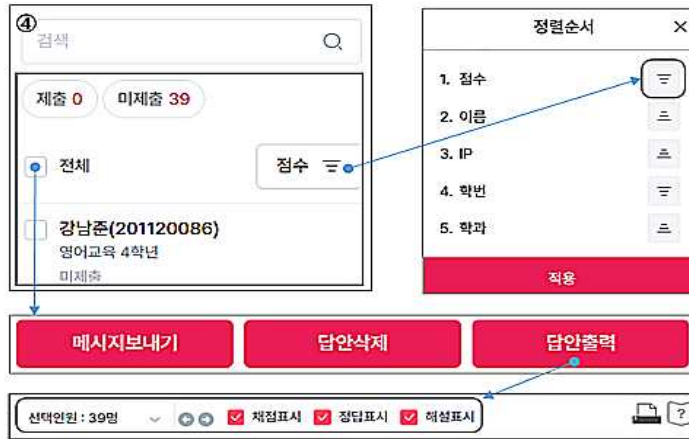 ④
검색
제출 0 미제출 39
전체
점수
강남준(201120086)
영어교육 4학년
미제출
정렬순서 ×
1. 점수
2. 이름
3. IP
4. 학번
5. 학과
적용
메시지보내기 답안삭제 답안출력
선택인원 : 39명 채점표시 정답표시 해설표시 ?